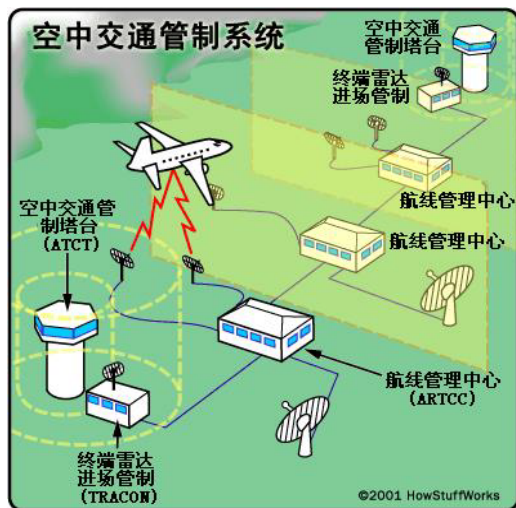 空中交通管制系统
空中交通
管制塔台
终端雷达
进场管制
航线管理中心
航线管理中心
空中交通管
制塔台
(ATCT)
航线管理中心
(ARTCC)
终端雷达
进场管制
(TRACON)
©2001 HowStuffWorks